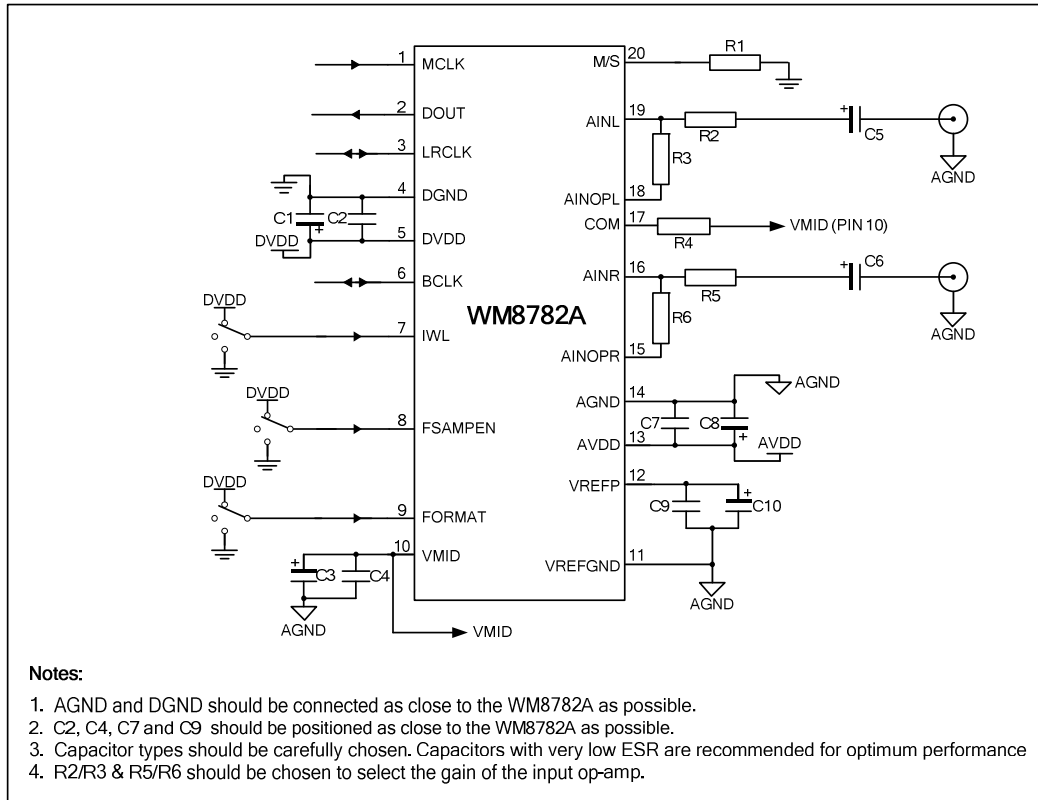 1 MCLK
2 DOUT
3 LRCLK
4 DGND
C1 + C2
DVDD
5 DVDD
6 BCLK
DVDD
7 IWL
DVDD
8 FSAMPEN
DVDD
9 FORMAT
10 VMID
+ C3 C4
AGND
VMID
WM8782A
M/S 20 R1
AINL 19 R2 + C5
AGND
R3
AINOPL 18
COM 17 R4 VMID (PIN 10)
AINR 16 R5 + C6
AGND
R6
AINOPR 15
AGND 14 AGND
C7 C8 +
AVDD 13 AVDD
VREFP 12
C9 + C10
VREFGND 11
AGND
Notes:
1. AGND and DGND should be connected as close to the WM8782A as possible.
2. C2, C4, C7 and C9 should be positioned as close to the WM8782A as possible.
3. Capacitor types should be carefully chosen. Capacitors with very low ESR are recommended for optimum performance
4. R2/R3 & R5/R6 should be chosen to select the gain of the input op-amp.